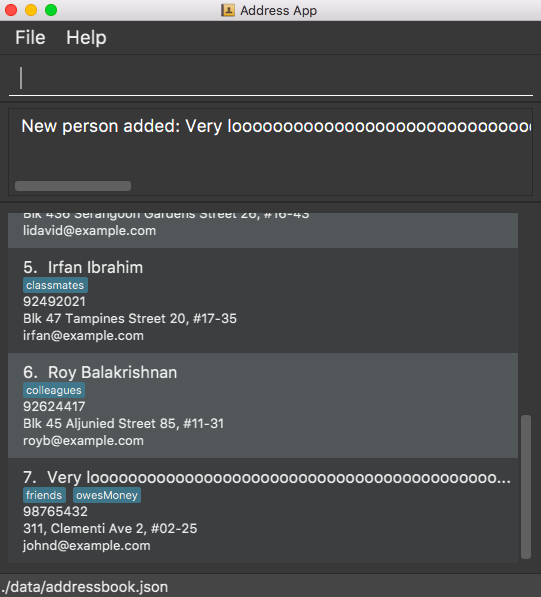 Address App
File Help
New person added: Very looooooooooooooooooooooooooooo
Blk 436 Serangoon Gardens Street 26, #16-43
lidavid@example.com
5. Irfan Ibrahim
classmates
92492021
Blk 47 Tampines Street 20, #17-35
irfan@example.com
6. Roy Balakrishnan
colleagues
92624417
Blk 45 Aljunied Street 85, #11-31
royb@example.com
7. Very looooooooooooooooooooooooooooooooooooooooooo...
friends owesMoney
98765432
311, Clementi Ave 2, #02-25
johnd@example.com
./data/addressbook.json